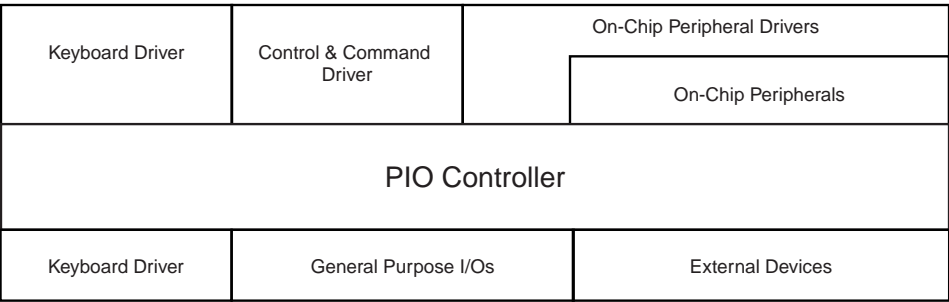 Keyboard Driver
Control & Command
Driver
On-Chip Peripheral Drivers
On-Chip Peripherals
PIO Controller
Keyboard Driver
General Purpose I/Os
External Devices